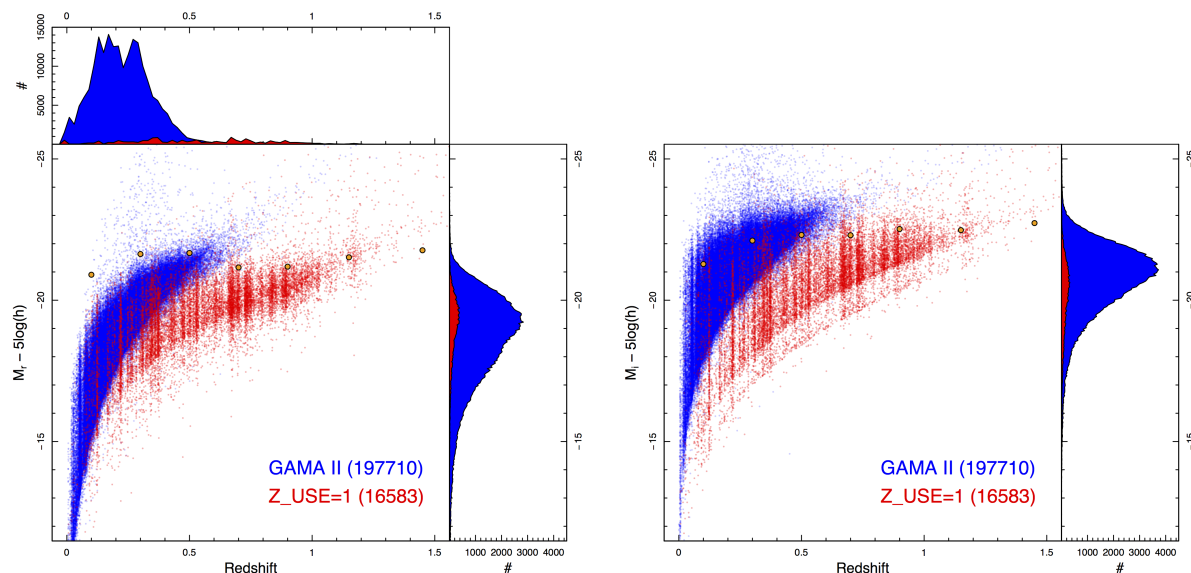 0 0.5 1 1.5
15000
10000
5000
#
-25
-20
-15
-25
-20
-15
M_r − 5log(h)
GAMA II (197710)
Z_USE=1 (16583)
0 0.5 1 1.5
1000 2000 3000 4000
Redshift
#
-25
-20
-15
-25
-20
-15
M_i − 5log(h)
GAMA II (197710)
Z_USE=1 (16583)
0 0.5 1 1.5
1000 2000 3000 4000
Redshift
#